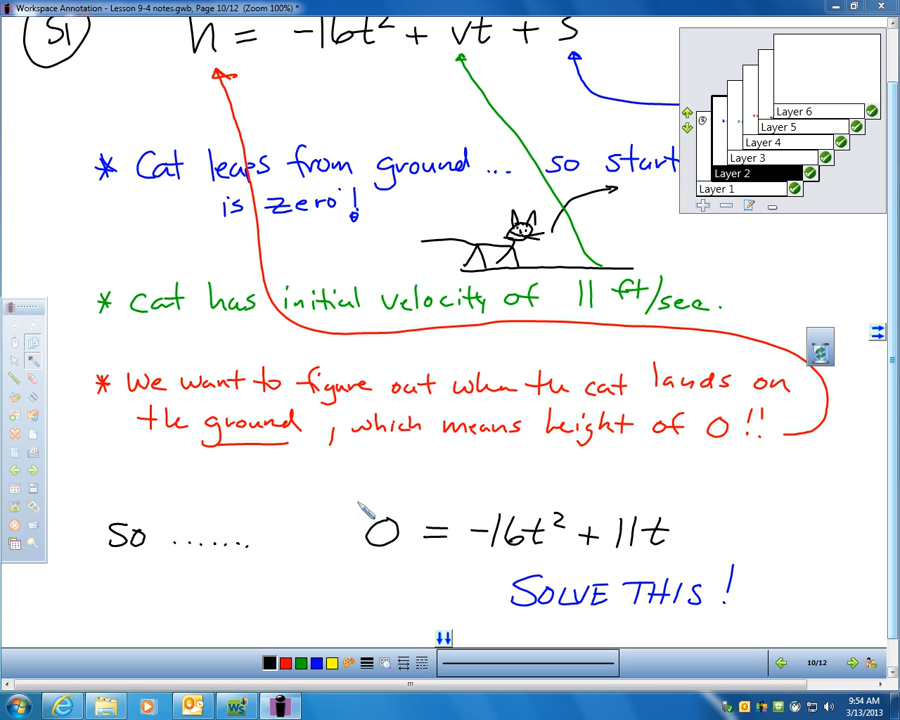 Workspace Annotation - Lesson 9-4 notes.gwb, Page 10/12 (Zoom 100%) *
51 h = -16t² + vt + s
Layer 6
Layer 5
Layer 4
Layer 3
Layer 2
Layer 1
* Cat leaps from ground ... so start
is zero!
* Cat has initial velocity of 11 ft/sec.
* We want to figure out when the cat lands on
the ground, which means height of 0!!
so ....... 0 = -16t² + 11t
SOLVE THIS!
10/12
9:54 AM
3/13/2013